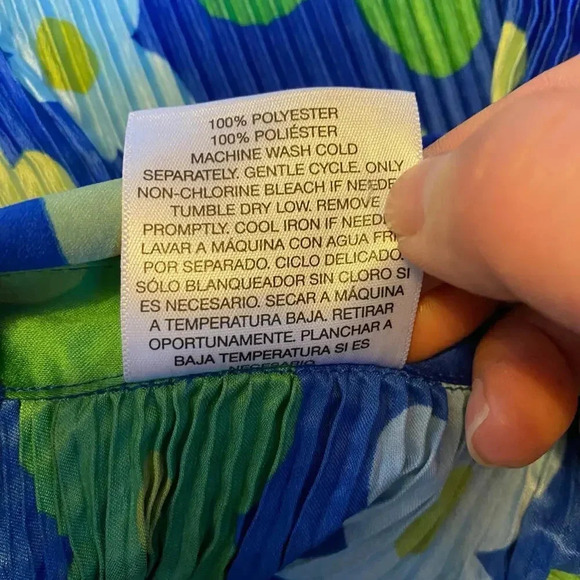 100% POLYESTER
100% POLIÉSTER
MACHINE WASH COLD
SEPARATELY. GENTLE CYCLE. ONLY
NON-CHLORINE BLEACH IF NEEDE
TUMBLE DRY LOW. REMOVE
PROMPTLY. COOL IRON IF NEEDE
LAVAR A MÁQUINA CON AGUA FRÍ
POR SEPARADO. CICLO DELICADO.
SÓLO BLANQUEADOR SIN CLORO SI
ES NECESARIO. SECAR A MÁQUINA
A TEMPERATURA BAJA. RETIRAR
OPORTUNAMENTE. PLANCHAR A
BAJA TEMPERATURA SI ES
NECESARIO